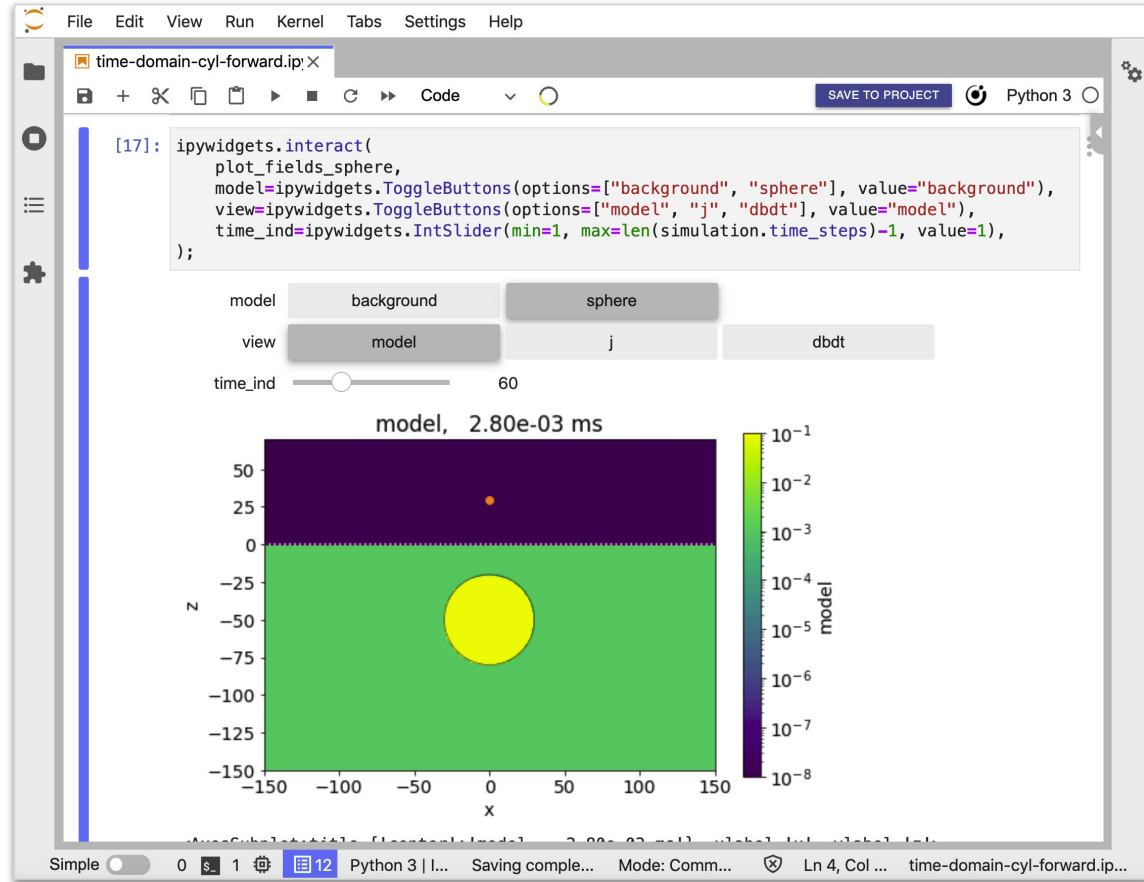 File Edit View Run Kernel Tabs Settings Help
time-domain-cyl-forward.ip
Code SAVE TO PROJECT Python 3
[17]: ipywidgets.interact(
plot_fields_sphere,
model=ipywidgets.ToggleButtons(options=["background", "sphere"], value="background"),
view=ipywidgets.ToggleButtons(options=["model", "j", "dbdt"], value="model"),
time_ind=ipywidgets.IntSlider(min=1, max=len(simulation.time_steps)-1, value=1),
);
model background sphere
view model j dbdt
time_ind 60
model, 2.80e-03 ms
50
25
0
−25
−50
−75
−100
−125
−150
z
−150 −100 −50 0 50 100 150
x
10⁻¹
10⁻²
10⁻³
10⁻⁴
10⁻⁵
10⁻⁶
10⁻⁷
10⁻⁸
model
Simple 0 $_ 1 12 Python 3 | I... Saving comple... Mode: Comm... Ln 4, Col ... time-domain-cyl-forward.ip...